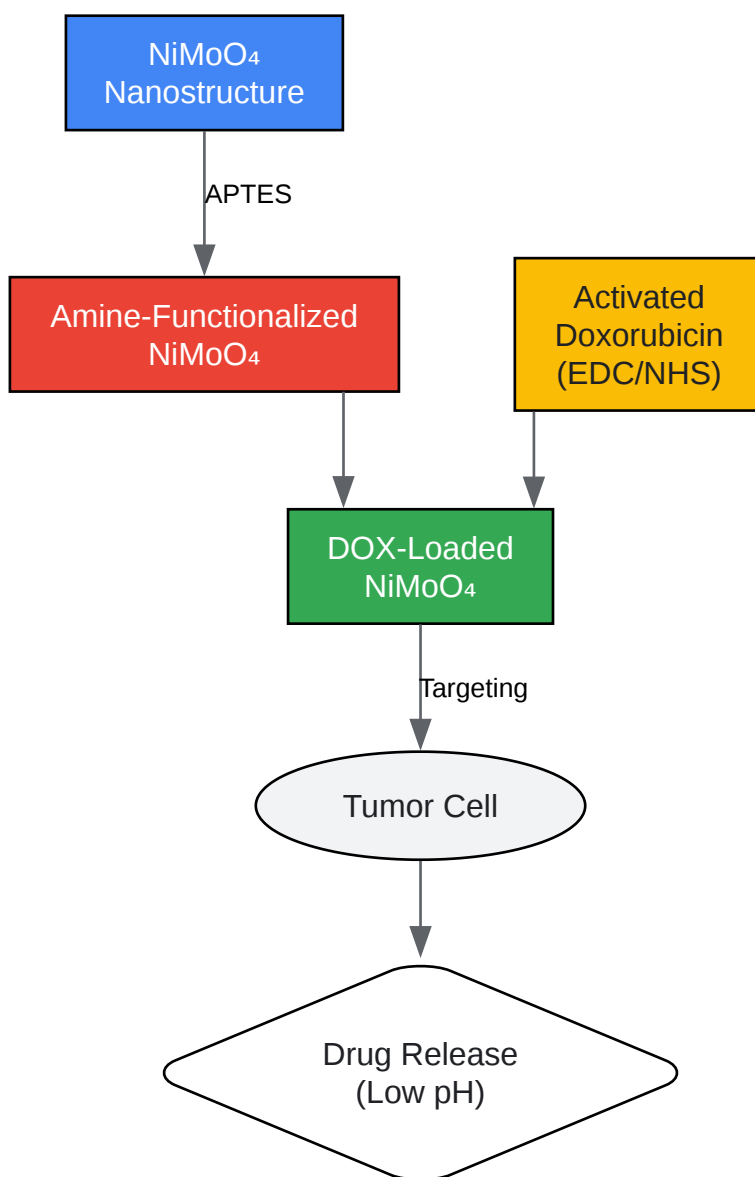 NiMoO₄
Nanostructure
APTES
Amine-Functionalized
NiMoO₄
Activated
Doxorubicin
(EDC/NHS)
DOX-Loaded
NiMoO₄
Targeting
Tumor Cell
Drug Release
(Low pH)